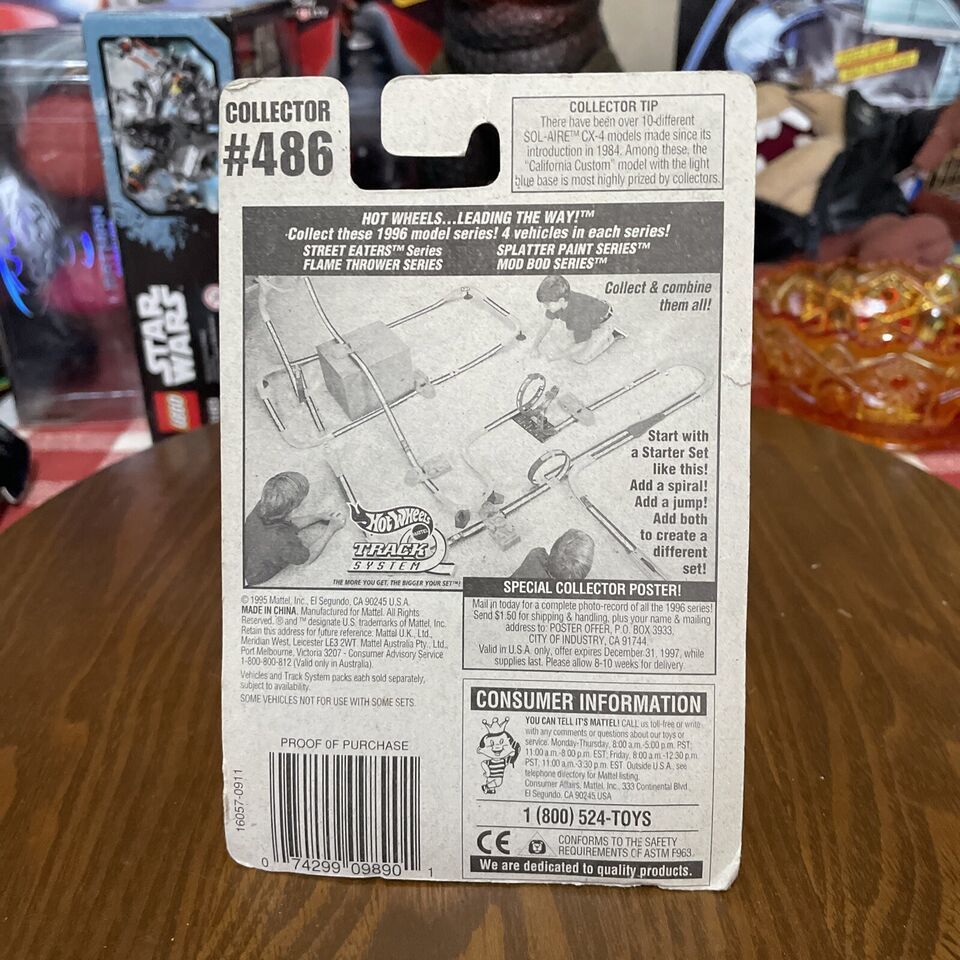 COLLECTOR
#486
COLLECTOR TIP
There have been over 10-different
SOL-AIRE™ CX-4 models made since its
introduction in 1984. Among these, the
"California Custom" model with the light
blue base is most highly prized by collectors.
HOT WHEELS...LEADING THE WAY!™
Collect these 1996 model series! 4 vehicles in each series!
STREET EATERS™ Series
SPLATTER PAINT SERIES™
FLAME THROWER SERIES
MOD BOD SERIES™
Collect & combine
them all!
Start with
a Starter Set
like this!
Add a spiral!
Add a jump!
Add both
to create a
different
set!
HOT WHEELS
MATTEL
TRACK
SYSTEM
THE MORE YOU GET, THE BIGGER YOUR SET™!
© 1995 Mattel, Inc., El Segundo, CA 90245 U.S.A.
MADE IN CHINA. Manufactured for Mattel. All Rights
Reserved. ® and ™ designate U.S. trademarks of Mattel, Inc.
Retain this address for future reference: Mattal U.K. Ltd.,
Meridian West, Leicester LE3 2WT. Mattel Australia Pty., Ltd.,
Port Melbourne, Victoria 3207 - Consumer Advisory Service
1-800-800-812 (Valid only in Australia).
Vehicles and Track System packs each sold separately,
subject to availability.
SOME VEHICLES NOT FOR USE WITH SOME SETS.
SPECIAL COLLECTOR POSTER!
Mail in today for a complete photo-record of all the 1996 series!
Send $1.50 for shipping & handling, plus your name & mailing
address to: POSTER OFFER, P.O. BOX 3933,
CITY OF INDUSTRY, CA 91744.
Valid in U.S.A. only, offer expires December 31, 1997, while
supplies last. Please allow 8-10 weeks for delivery.
CONSUMER INFORMATION
YOU CAN TELL IT'S MATTEL! CALL us toll-free or write
with any comments or questions about our toys or
service. Monday-Thursday, 8:00 a.m.-5:00 p.m. PST;
11:00 a.m.-8:00 p.m. EST; Friday, 8:00 a.m.-12:30 p.m.
PST; 11:00 a.m.-3:30 p.m. EST. Outside U.S.A., see
telephone directory for Mattel listing.
Consumer Affairs, Mattel, Inc., 333 Continental Blvd.,
El Segundo, CA 90245 USA
1 (800) 524-TOYS
CE
CONFORMS TO THE SAFETY
REQUIREMENTS OF ASTM F963.
We are dedicated to quality products.
PROOF OF PURCHASE
16057-0911
0 74299 09890 1
STAR
WARS
LEGO